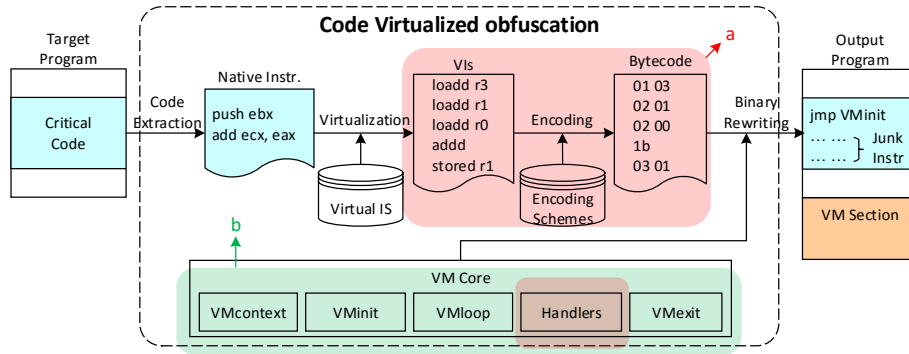 Code Virtualized obfuscation
Target
Program
Critical
Code
Code
Extraction
Native Instr.
push ebx
add ecx, eax
Virtualization
Virtual IS
VIs
loadd r3
loadd r1
loadd r0
addd
stored r1
Encoding
Encoding
Schemes
Bytecode
01 03
02 01
02 00
1b
03 01
a
Binary
Rewriting
Output
Program
jmp VMinit
... ... Junk
... ... Instr
VM Section
b
VM Core
VMcontext
VMinit
VMloop
Handlers
VMexit